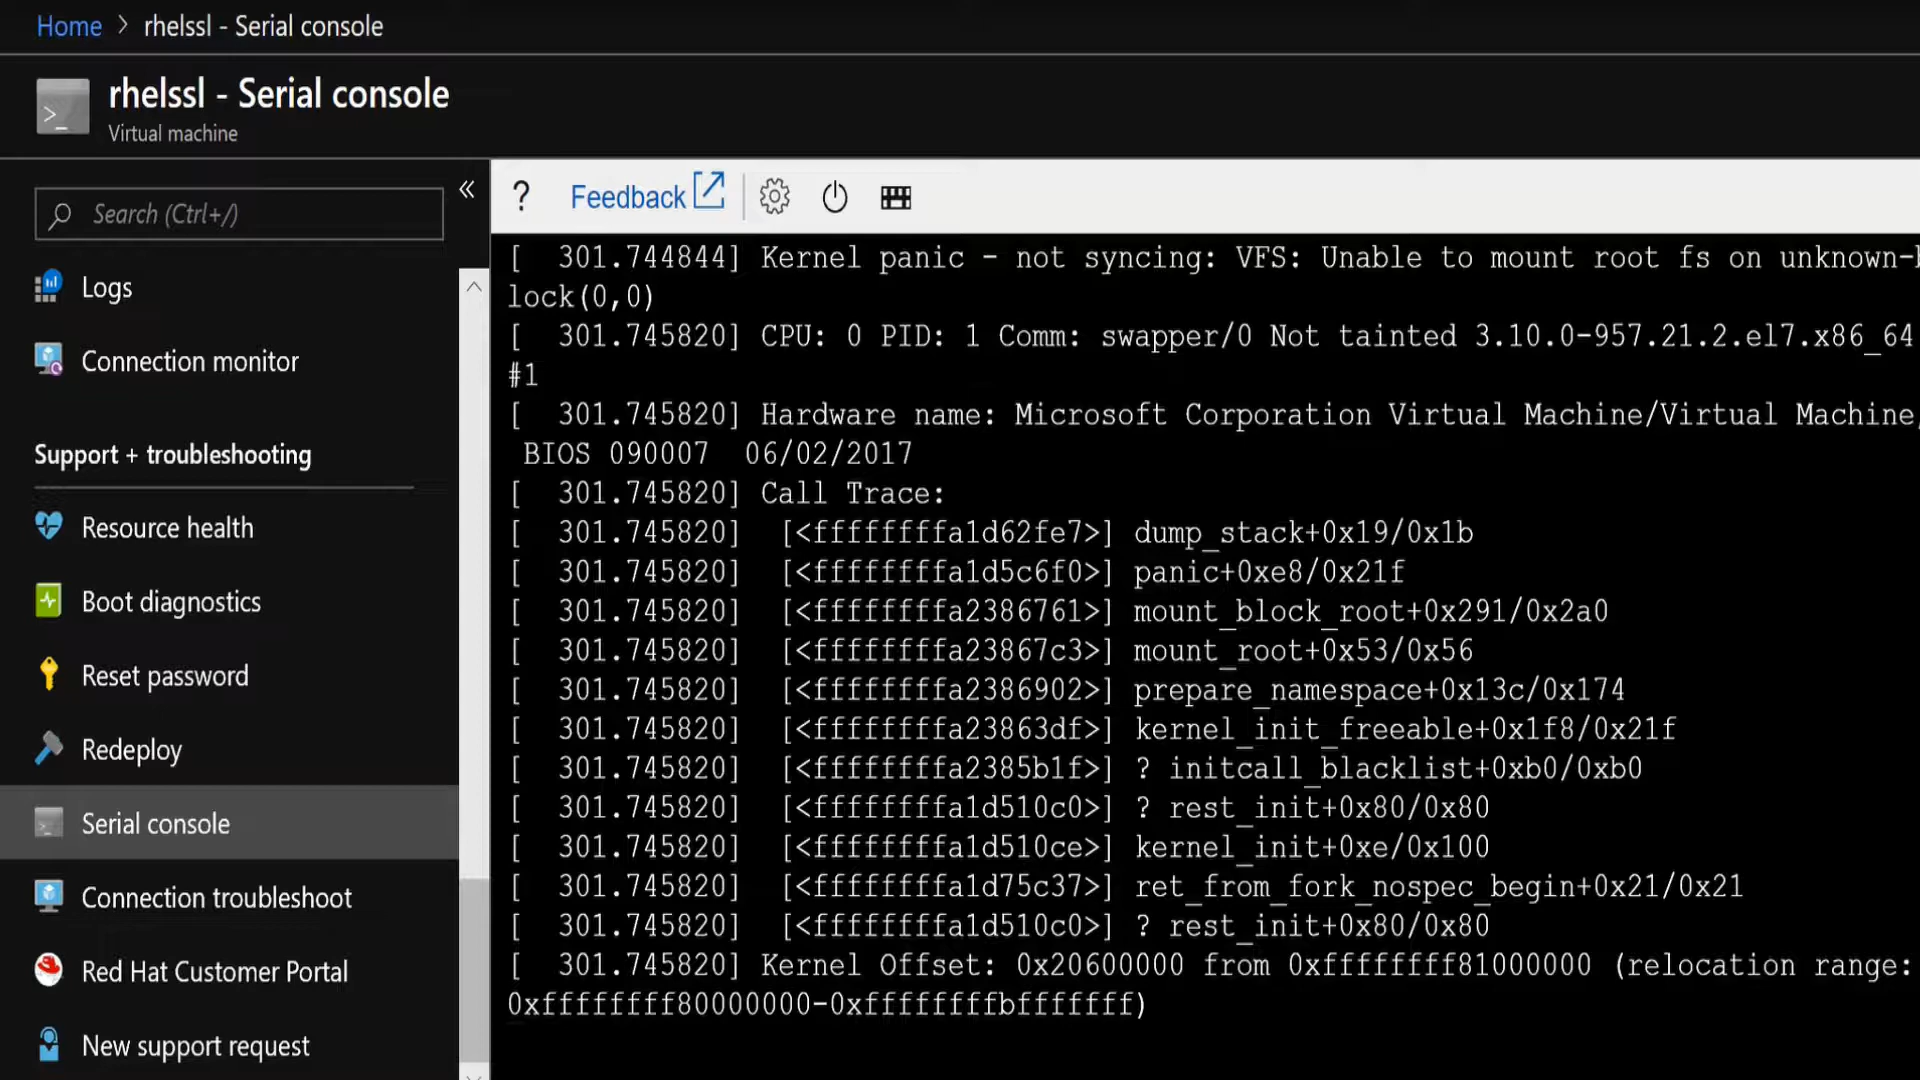 Home > rhelssl - Serial console
rhelssl - Serial console
Virtual machine
Search (Ctrl+/)
«
Logs
Connection monitor
Support + troubleshooting
Resource health
Boot diagnostics
Reset password
Redeploy
Serial console
Connection troubleshoot
Red Hat Customer Portal
New support request
? Feedback
[  301.744844] Kernel panic - not syncing: VFS: Unable to mount root fs on unknown-b
lock(0,0)
[  301.745820] CPU: 0 PID: 1 Comm: swapper/0 Not tainted 3.10.0-957.21.2.el7.x86_64
#1
[  301.745820] Hardware name: Microsoft Corporation Virtual Machine/Virtual Machine,
BIOS 090007  06/02/2017
[  301.745820] Call Trace:
[  301.745820]  [<ffffffffa1d62fe7>] dump_stack+0x19/0x1b
[  301.745820]  [<ffffffffa1d5c6f0>] panic+0xe8/0x21f
[  301.745820]  [<ffffffffa2386761>] mount_block_root+0x291/0x2a0
[  301.745820]  [<ffffffffa23867c3>] mount_root+0x53/0x56
[  301.745820]  [<ffffffffa2386902>] prepare_namespace+0x13c/0x174
[  301.745820]  [<ffffffffa23863df>] kernel_init_freeable+0x1f8/0x21f
[  301.745820]  [<ffffffffa2385b1f>] ? initcall_blacklist+0xb0/0xb0
[  301.745820]  [<ffffffffa1d510c0>] ? rest_init+0x80/0x80
[  301.745820]  [<ffffffffa1d510ce>] kernel_init+0xe/0x100
[  301.745820]  [<ffffffffa1d75c37>] ret_from_fork_nospec_begin+0x21/0x21
[  301.745820]  [<ffffffffa1d510c0>] ? rest_init+0x80/0x80
[  301.745820] Kernel Offset: 0x20600000 from 0xffffffff81000000 (relocation range:
0xffffffff80000000-0xffffffffbfffffff)